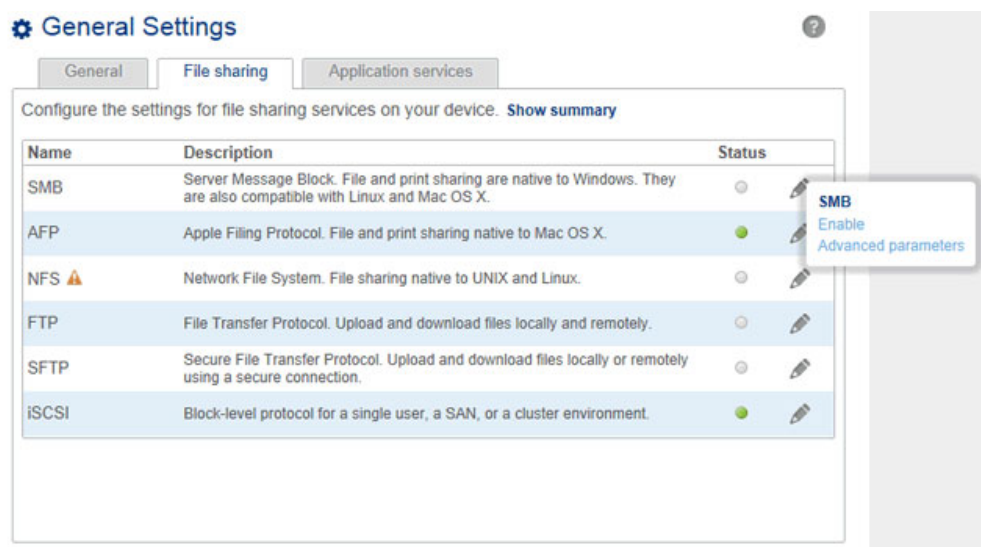 General Settings
?
General File sharing Application services
Configure the settings for file sharing services on your device. Show summary
Name Description Status
SMB Server Message Block. File and print sharing are native to Windows. They
are also compatible with Linux and Mac OS X.
SMB
Enable
Advanced parameters
AFP Apple Filing Protocol. File and print sharing native to Mac OS X.
NFS Network File System. File sharing native to UNIX and Linux.
FTP File Transfer Protocol. Upload and download files locally and remotely.
SFTP Secure File Transfer Protocol. Upload and download files locally or remotely
using a secure connection.
iSCSI Block-level protocol for a single user, a SAN, or a cluster environment.